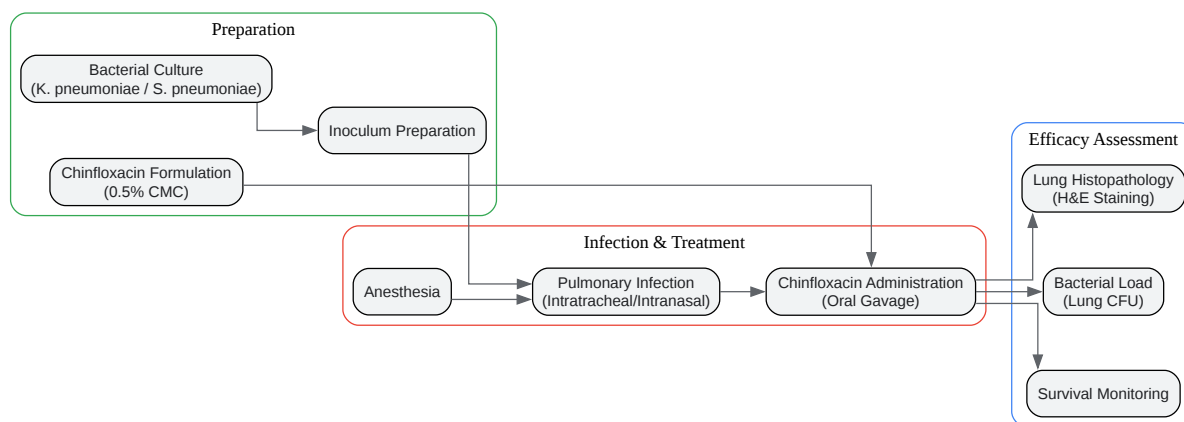 Preparation
Bacterial Culture
(K. pneumoniae / S. pneumoniae)
Inoculum Preparation
Chinfloxacin Formulation
(0.5% CMC)
Infection & Treatment
Anesthesia
Pulmonary Infection
(Intratracheal/Intranasal)
Chinfloxacin Administration
(Oral Gavage)
Efficacy Assessment
Lung Histopathology
(H&E Staining)
Bacterial Load
(Lung CFU)
Survival Monitoring